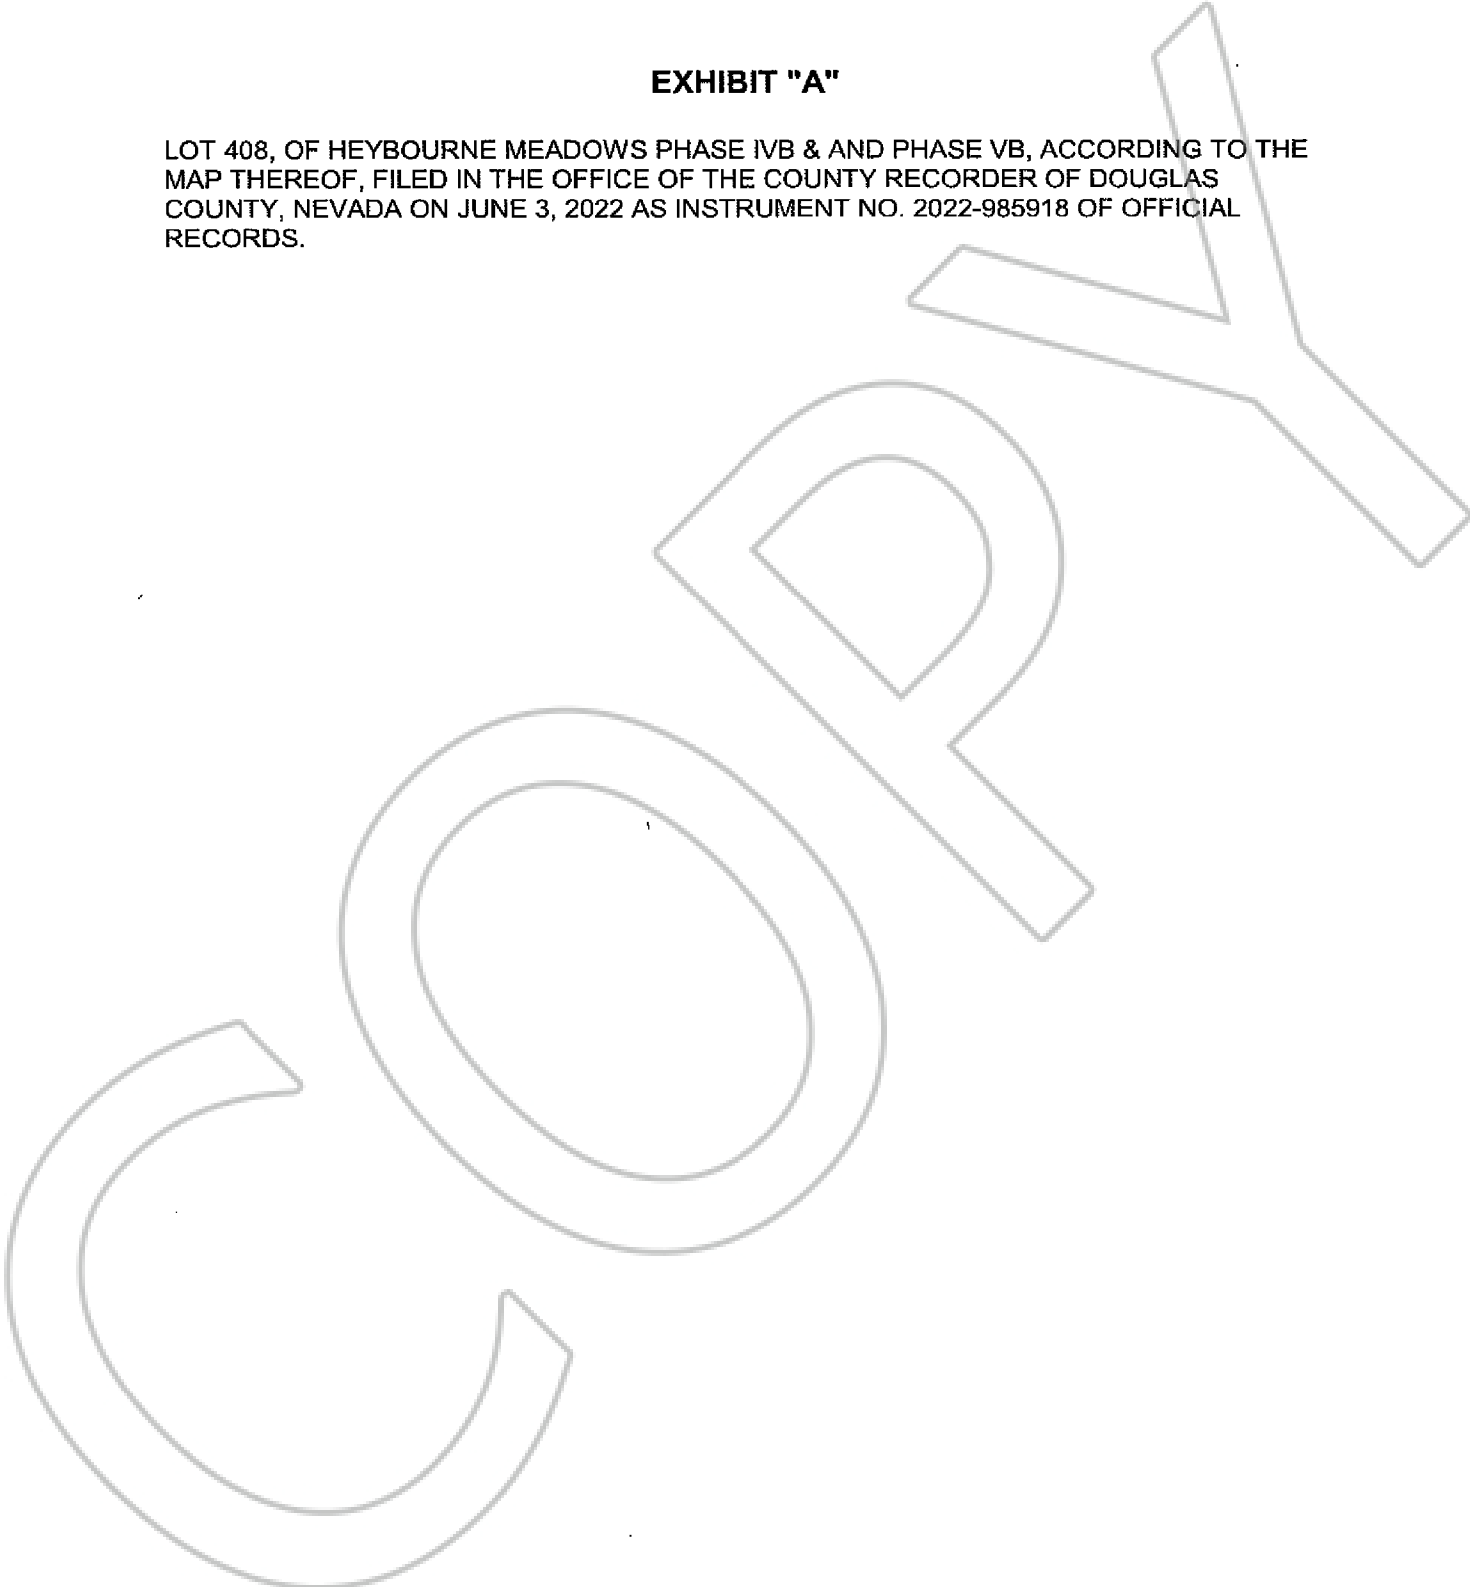 EXHIBIT "A"
LOT 408, OF HEYBOURNE MEADOWS PHASE IVB & AND PHASE VB, ACCORDING TO THE
MAP THEREOF, FILED IN THE OFFICE OF THE COUNTY RECORDER OF DOUGLAS
COUNTY, NEVADA ON JUNE 3, 2022 AS INSTRUMENT NO. 2022-985918 OF OFFICIAL
RECORDS.
COPY